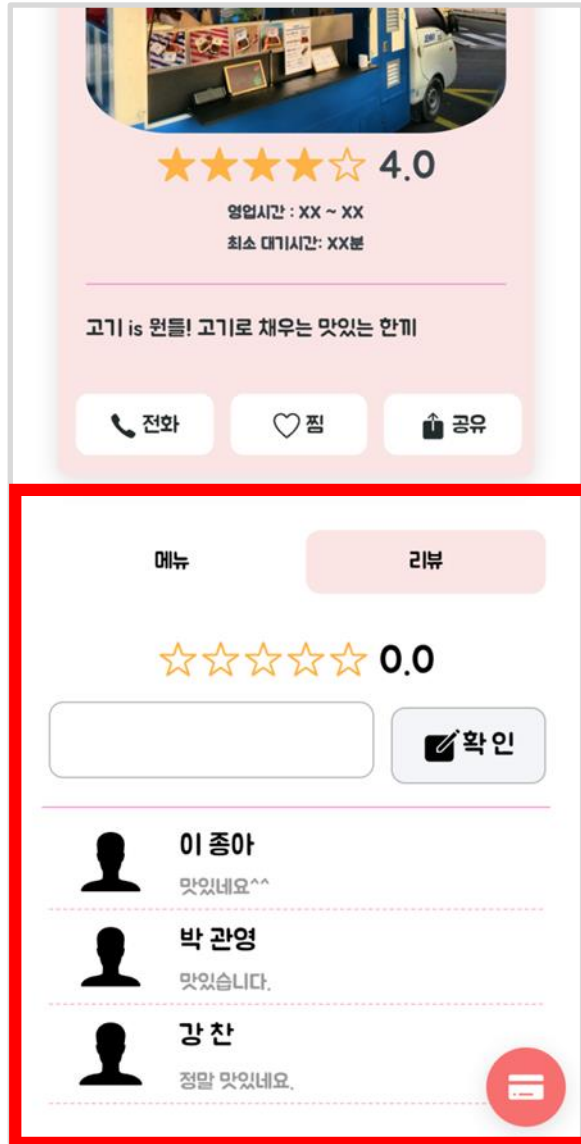 4.0
영업시간 : XX ~ XX
최소 대기시간: XX분
고기 is 뭔들! 고기로 채우는 맛있는 한끼
전화 찜 공유
메뉴 리뷰
0.0
확인
이 종아
맛있네요^^
박 관영
맛있습니다.
강 찬
정말 맛있네요.